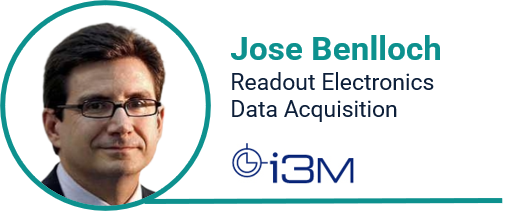 Jose Benlloch
Readout Electronics
Data Acquisition
i3M